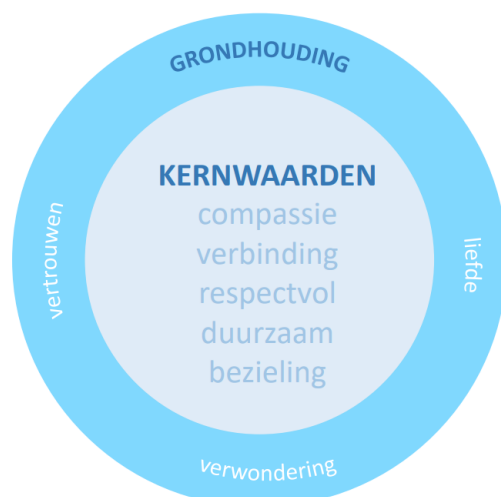 GRONDHOUDING
KERNWAARDEN
compassie
verbinding
respectvol
duurzaam
bezieling
vertrouwen
liefde
verwondering